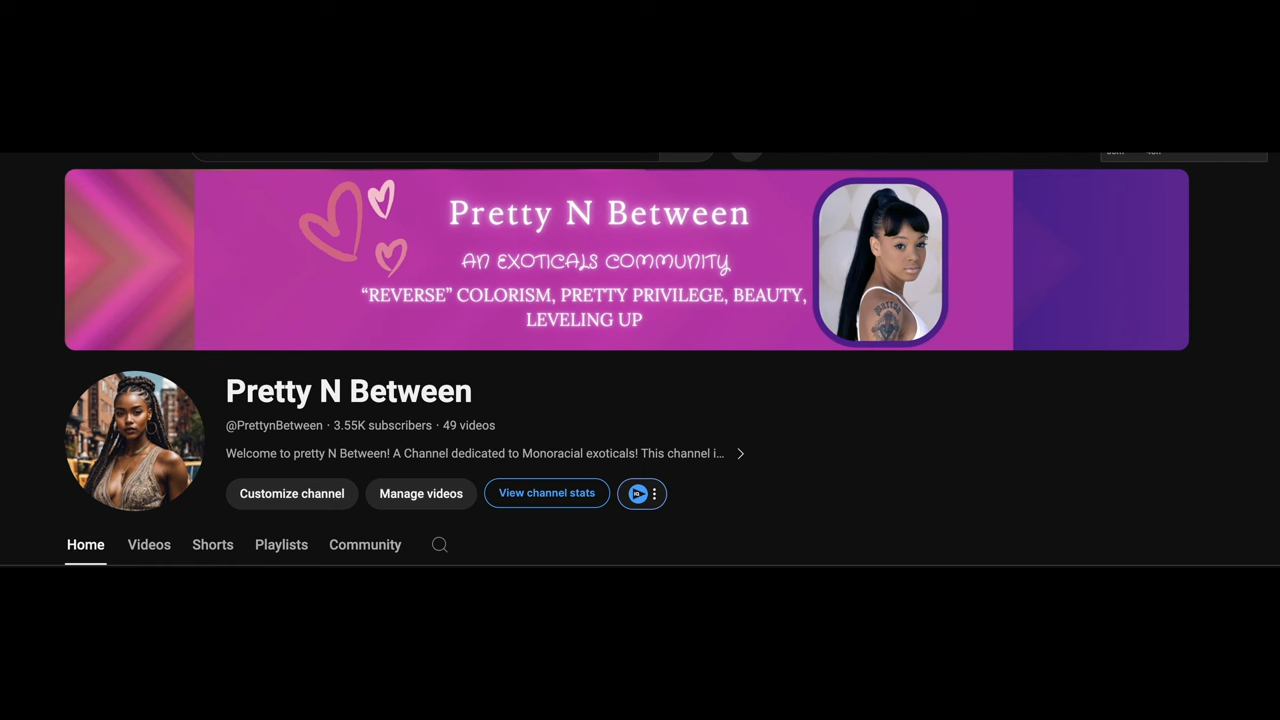 Pretty N Between
AN EXOTICALS COMMUNITY
“REVERSE” COLORISM, PRETTY PRIVILEGE, BEAUTY,
LEVELING UP
Pretty N Between
@PrettynBetween · 3.55K subscribers · 49 videos
Welcome to pretty N Between! A Channel dedicated to Monoracial exoticals! This channel i...
Customize channel Manage videos View channel stats IQ
Home Videos Shorts Playlists Community